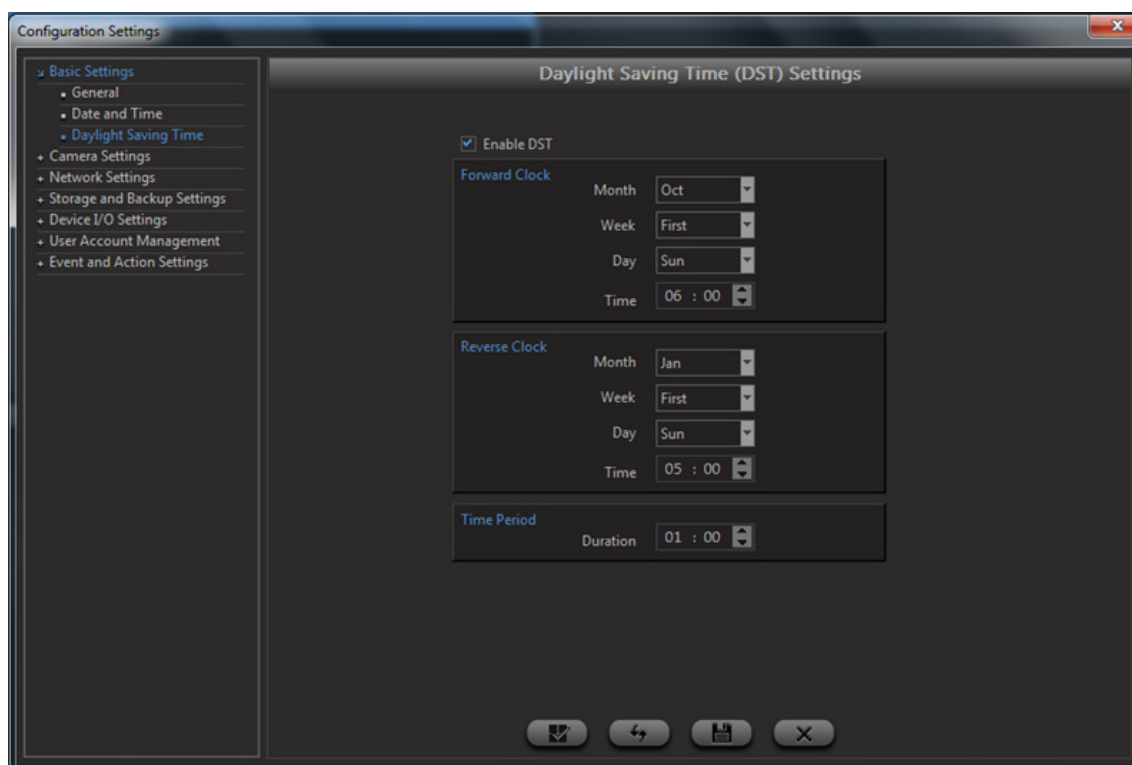 Configuration Settings
Basic Settings
General
Date and Time
Daylight Saving Time
Camera Settings
Network Settings
Storage and Backup Settings
Device I/O Settings
User Account Management
Event and Action Settings
Daylight Saving Time (DST) Settings
Enable DST
Forward Clock
Month Oct
Week First
Day Sun
Time 06 : 00
Reverse Clock
Month Jan
Week First
Day Sun
Time 05 : 00
Time Period
Duration 01 : 00